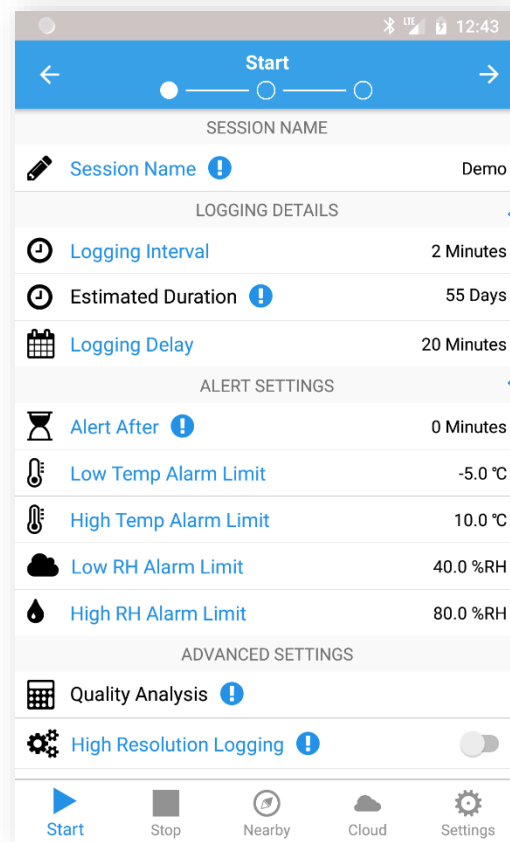 LTE 12:43
Start
SESSION NAME
Session Name Demo
LOGGING DETAILS
Logging Interval 2 Minutes
Estimated Duration 55 Days
Logging Delay 20 Minutes
ALERT SETTINGS
Alert After 0 Minutes
Low Temp Alarm Limit -5.0 ℃
High Temp Alarm Limit 10.0 ℃
Low RH Alarm Limit 40.0 %RH
High RH Alarm Limit 80.0 %RH
ADVANCED SETTINGS
Quality Analysis
High Resolution Logging
Start Stop Nearby Cloud Settings